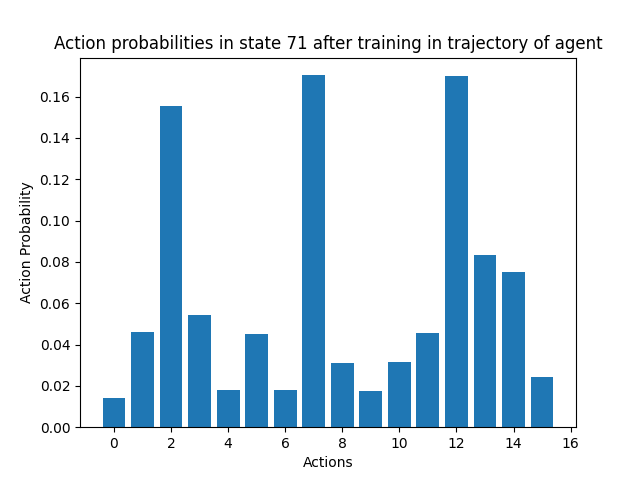 Action probabilities in state 71 after training in trajectory of agent
Action Probability
0.16
0.14
0.12
0.10
0.08
0.06
0.04
0.02
0.00
0 2 4 6 8 10 12 14 16
Actions